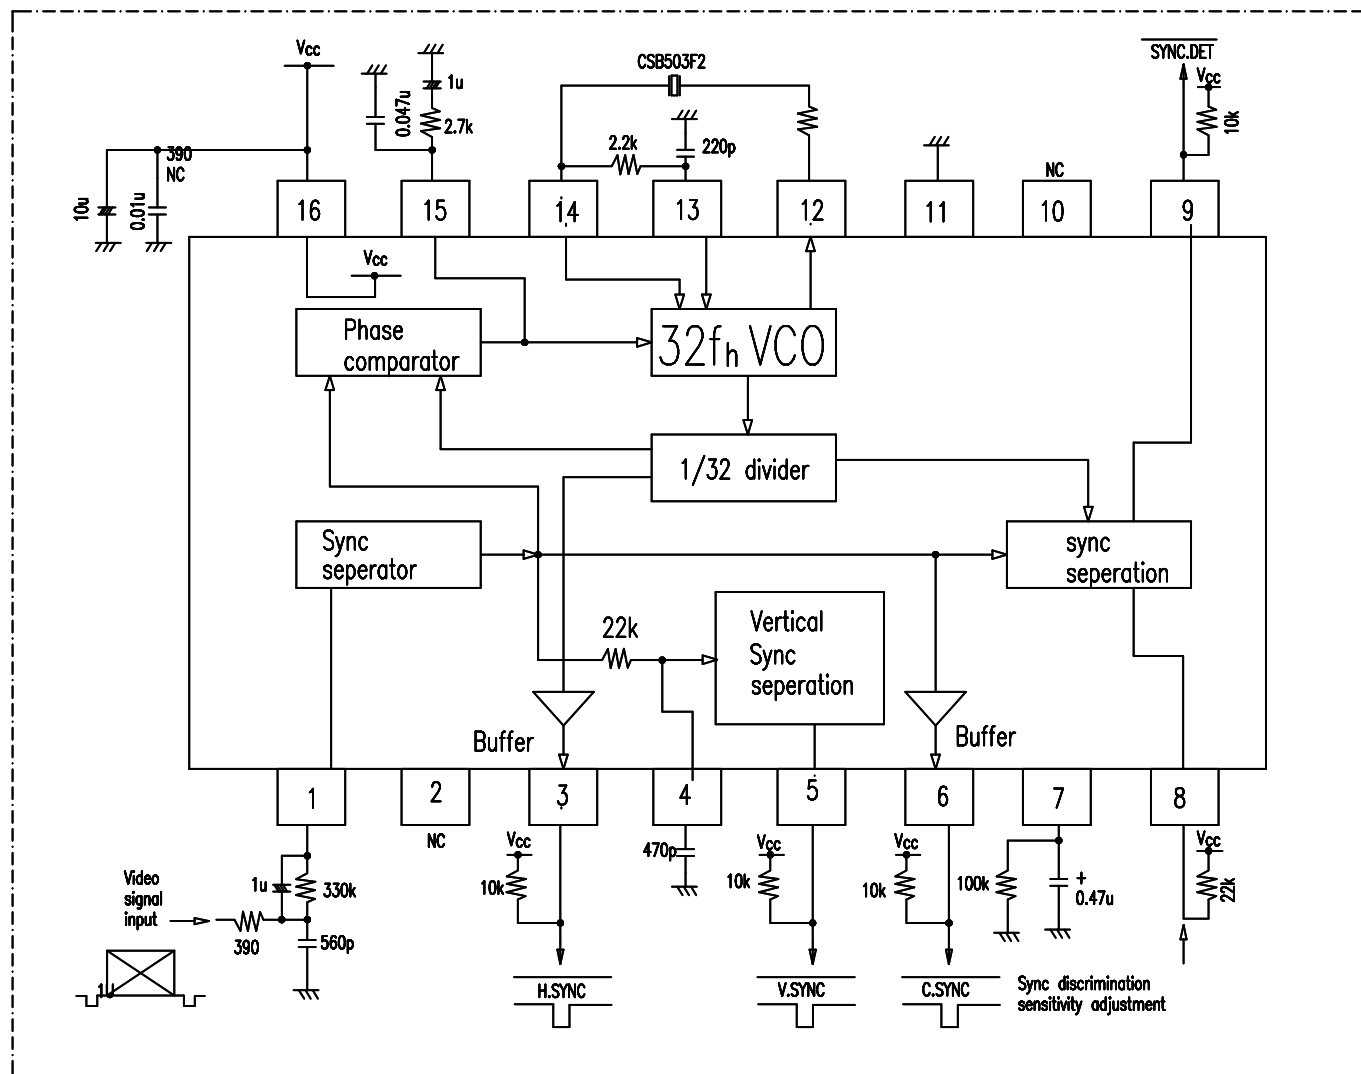 Vcc
1u
0.047u
2.7k
CSB503F2
2.2k
220p
SYNC.DET
Vcc
10k
390
NC
10u
0.01u
NC
16
15
14
13
12
11
10
9
Vcc
Phase
comparator
32fh VCO
1/32 divider
Sync
seperator
sync
seperation
22k
Vertical
Sync
seperation
Buffer
Buffer
1
2
3
4
5
6
7
8
NC
Vcc
10k
470p
Vcc
10k
Vcc
10k
100k
+
0.47u
Vcc
22k
Video
signal
input
1u
330k
390
560p
H.SYNC
V.SYNC
C.SYNC
Sync discrimination
sensitivity adjustment